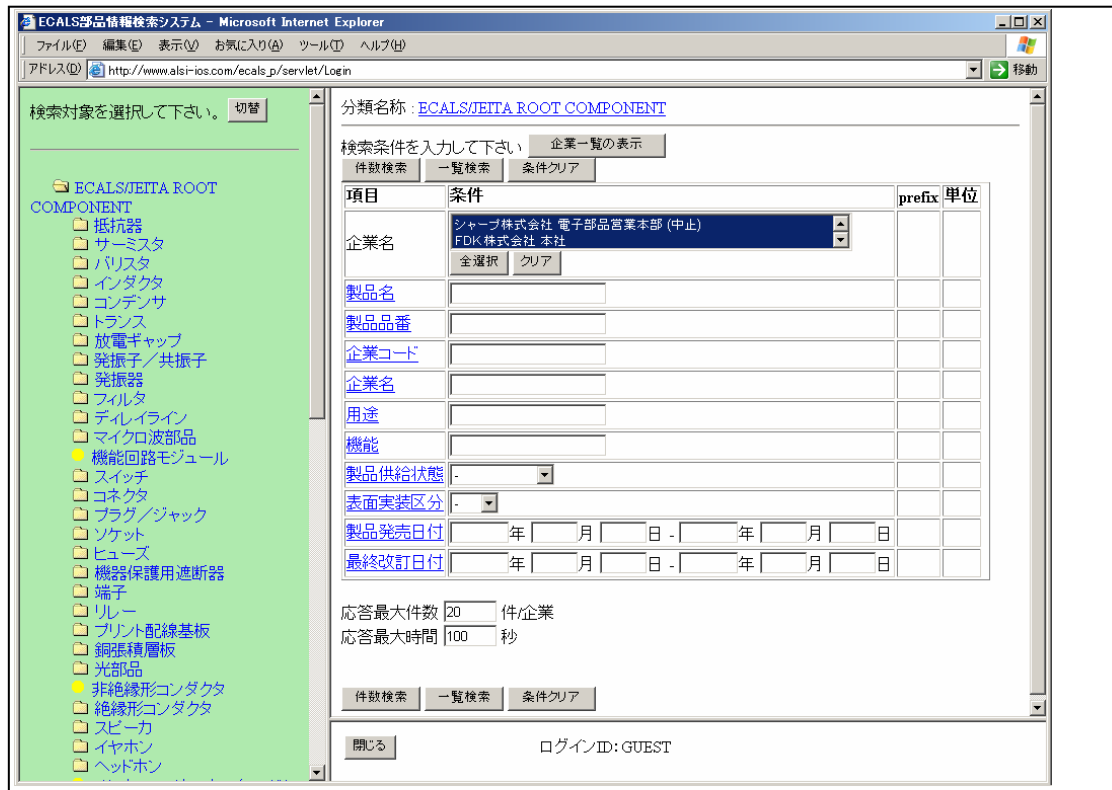 ECALS部品情報検索システム - Microsoft Internet Explorer
ファイル(F) 編集(E) 表示(V) お気に入り(A) ツール(T) ヘルプ(H)
アドレス(D) http://www.alsi-ios.com/ecals_p/servlet/Login 移動
検索対象を選択して下さい。 切替
ECALS/JEITA ROOT
COMPONENT
抵抗器
サーミスタ
バリスタ
インダクタ
コンデンサ
トランス
放電ギャップ
発振子／共振子
発振器
フィルタ
ディレイライン
マイクロ波部品
機能回路モジュール
スイッチ
コネクタ
プラグ／ジャック
ソケット
ヒューズ
機器保護用遮断器
端子
リレー
プリント配線基板
銅張積層板
光部品
非絶縁形コンダクタ
絶縁形コンダクタ
スピーカ
イヤホン
ヘッドホン
分類名称 : ECALS/JEITA ROOT COMPONENT
検索条件を入力して下さい 企業一覧の表示
件数検索 一覧検索 条件クリア
項目 条件 prefix 単位
企業名 シャープ株式会社 電子部品営業本部 (中止)
FDK株式会社 本社
全選択 クリア
製品名
製品品番
企業コード
企業名
用途
機能
製品供給状態 -
表面実装区分 -
製品発売日付 年 月 日 - 年 月 日
最終改訂日付 年 月 日 - 年 月 日
応答最大件数 20 件/企業
応答最大時間 100 秒
件数検索 一覧検索 条件クリア
閉じる ログインID: GUEST